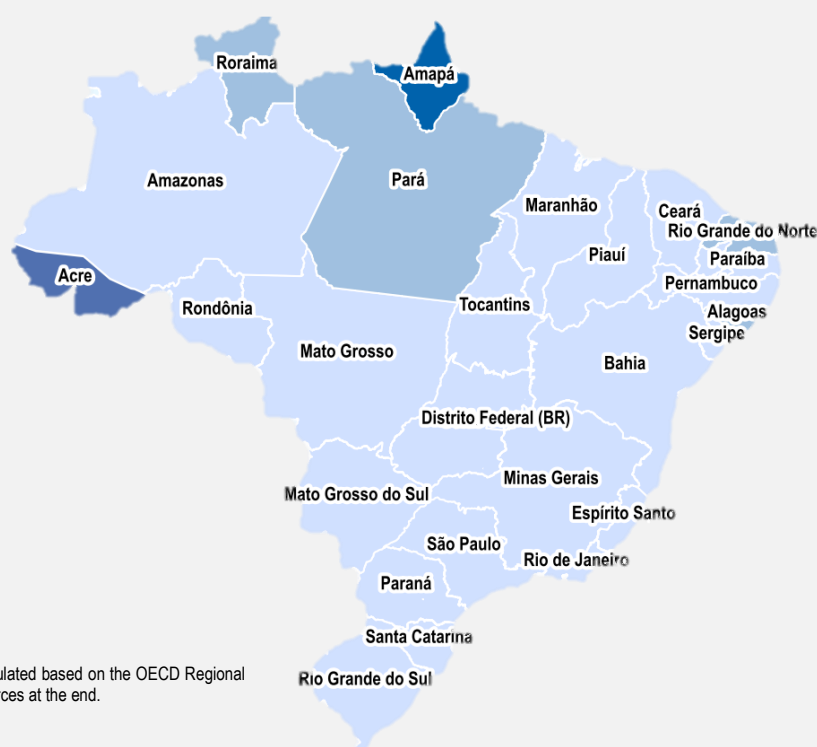 Roraima
Amapá
Amazonas
Pará
Maranhão
Ceará
Rio Grande do Norte
Piauí
Paraíba
Acre
Pernambuco
Rondônia
Tocantins
Alagoas
Sergipe
Mato Grosso
Bahia
Distrito Federal (BR)
Minas Gerais
Mato Grosso do Sul
Espírito Santo
São Paulo
Rio de Janeiro
Paraná
Santa Catarina
ulated based on the OECD Regional
Rio Grande do Sul
ces at the end.